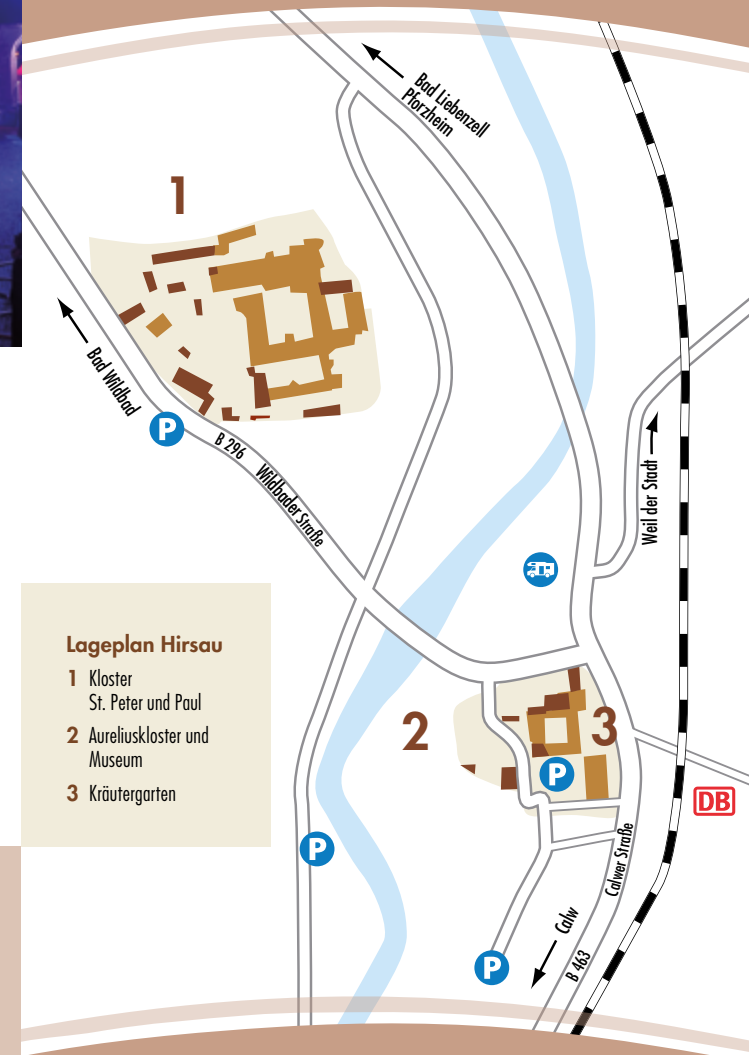 Bad Liebenzell
Pforzheim
1
Bad Wildbad
P
B 296
Wildbader Straße
Weil der Stadt
Lageplan Hirsau
1 Kloster
St. Peter und Paul
2 Aureliuskloster und
Museum
3 Kräutergarten
2
3
P
DB
P
Calwer Straße
Calw
P
B 463